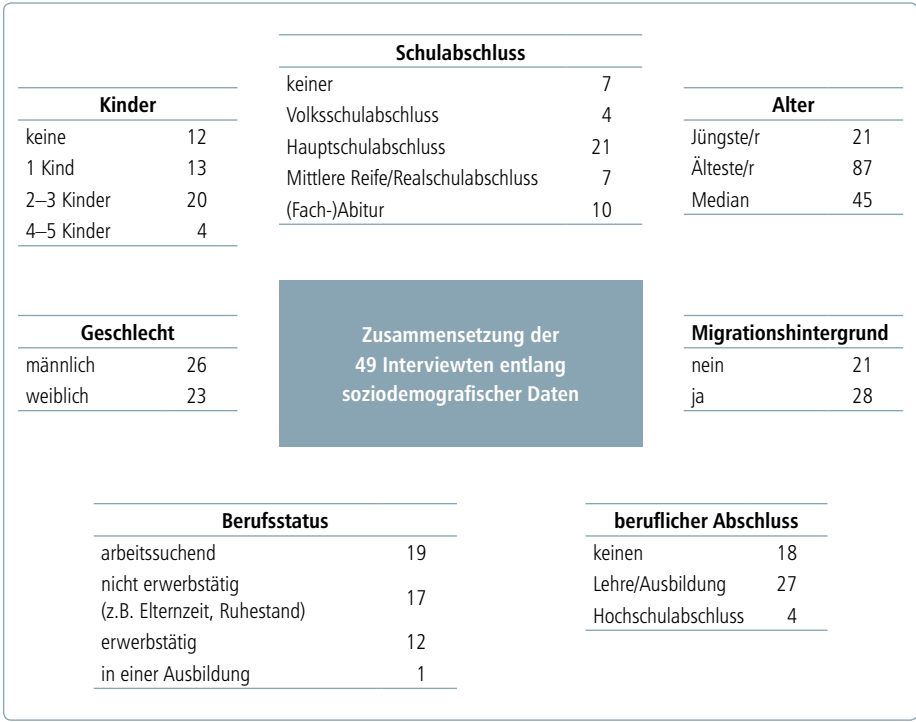 Kinder
keine 12
1 Kind 13
2–3 Kinder 20
4–5 Kinder 4
Schulabschluss
keiner 7
Volksschulabschluss 4
Hauptschulabschluss 21
Mittlere Reife/Realschulabschluss 7
(Fach-)Abitur 10
Alter
Jüngste/r 21
Älteste/r 87
Median 45
Geschlecht
männlich 26
weiblich 23
Zusammensetzung der
49 Interviewten entlang
soziodemografischer Daten
Migrationshintergrund
nein 21
ja 28
Berufsstatus
arbeitssuchend 19
nicht erwerbstätig
(z.B. Elternzeit, Ruhestand) 17
erwerbstätig 12
in einer Ausbildung 1
beruflicher Abschluss
keinen 18
Lehre/Ausbildung 27
Hochschulabschluss 4